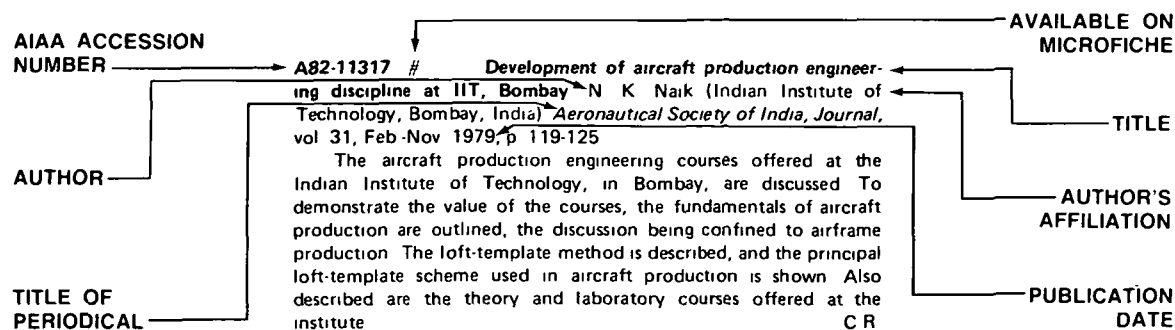 AIAA ACCESSION
NUMBER
AVAILABLE ON
MICROFICHE
A82-11317 # Development of aircraft production engineer-
ing discipline at IIT, Bombay N K Naik (Indian Institute of
Technology, Bombay, India) Aeronautical Society of India, Journal,
vol 31, Feb-Nov 1979, p 119-125
TITLE
The aircraft production engineering courses offered at the
Indian Institute of Technology, in Bombay, are discussed To
demonstrate the value of the courses, the fundamentals of aircraft
production are outlined, the discussion being confined to airframe
production The loft-template method is described, and the principal
loft-template scheme used in aircraft production is shown Also
described are the theory and laboratory courses offered at the
institute C R
AUTHOR
AUTHOR'S
AFFILIATION
TITLE OF
PERIODICAL
PUBLICATION
DATE